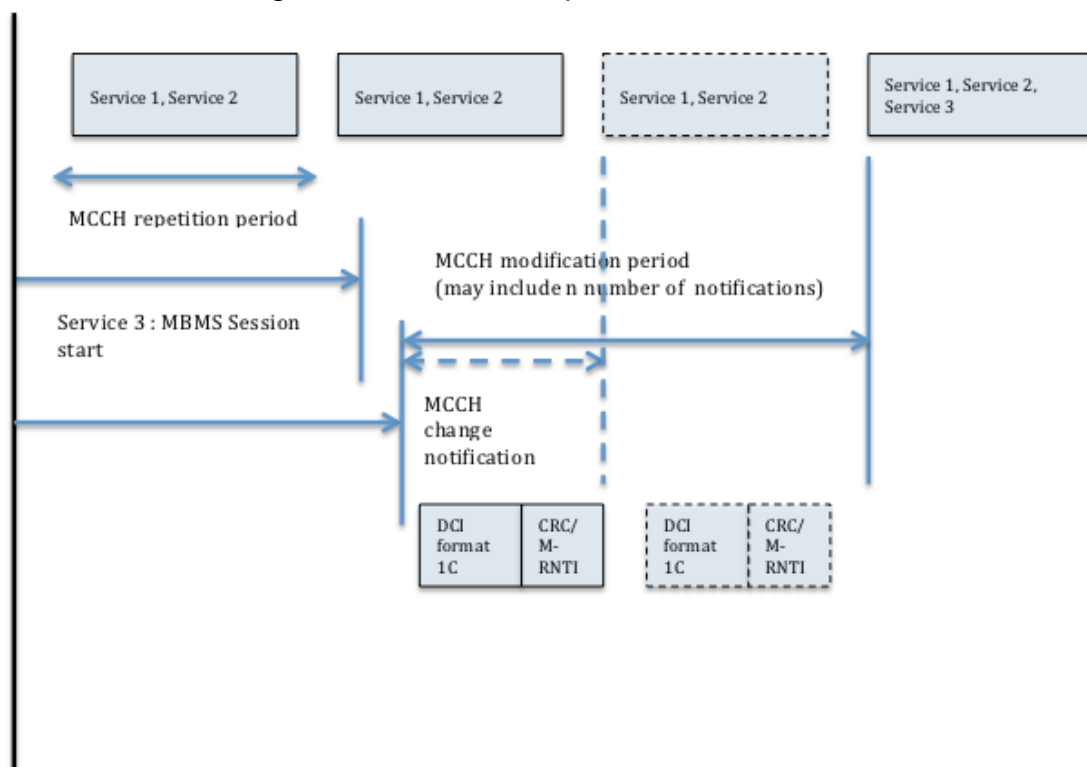 Service 1, Service 2
Service 1, Service 2
Service 1, Service 2
Service 1, Service 2,
Service 3
MCCH repetition period
MCCH modification period
(may include n number of notifications)
Service 3 : MBMS Session
start
MCCH
change
notification
DCI
format
1C
CRC/
M-
RNTI
DCI
format
1C
CRC/
M-
RNTI